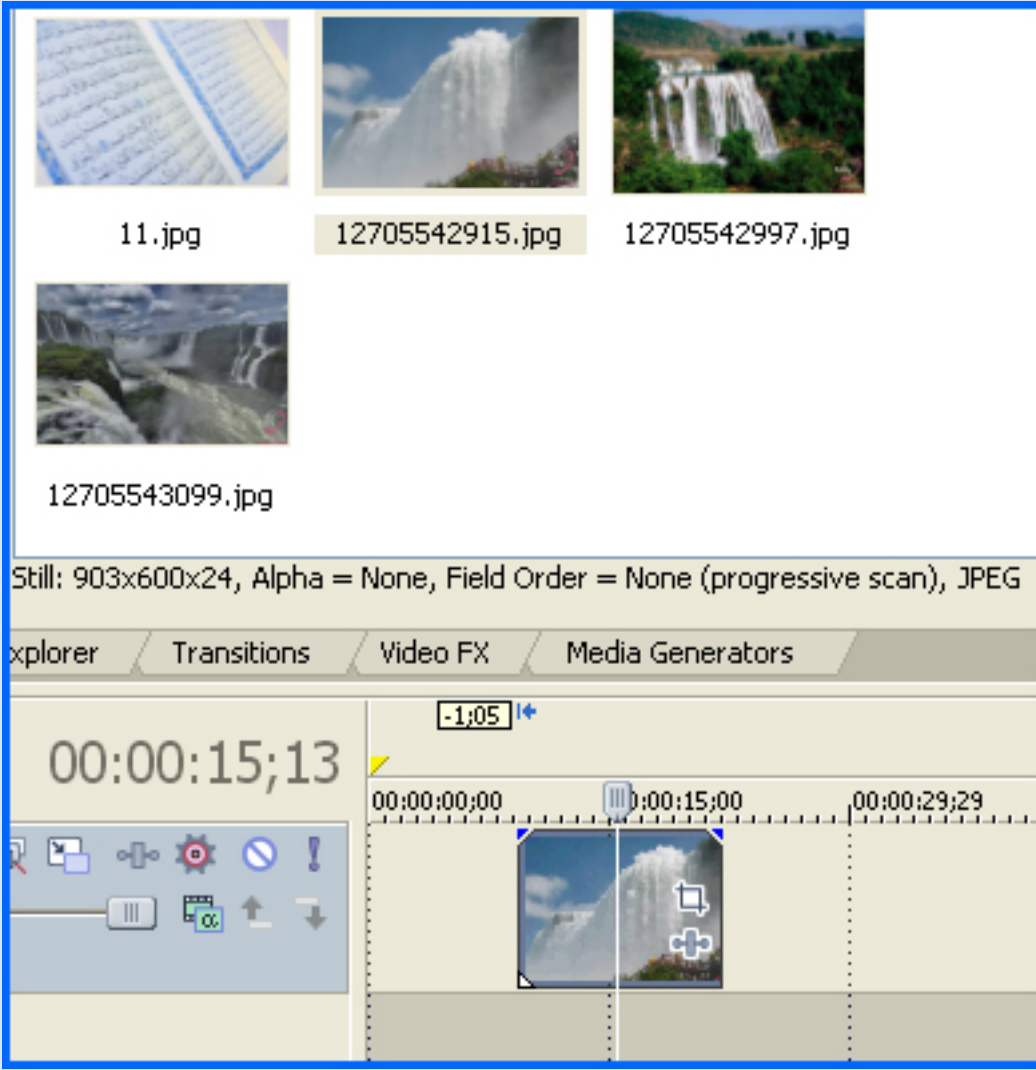 11.jpg
12705542915.jpg
12705542997.jpg
12705543099.jpg
Still: 903x600x24, Alpha = None, Field Order = None (progressive scan), JPEG
xplorer
Transitions
Video FX
Media Generators
-1;05
00:00:15;13
00:00:00;00
0:00:15;00
00:00:29;29
α